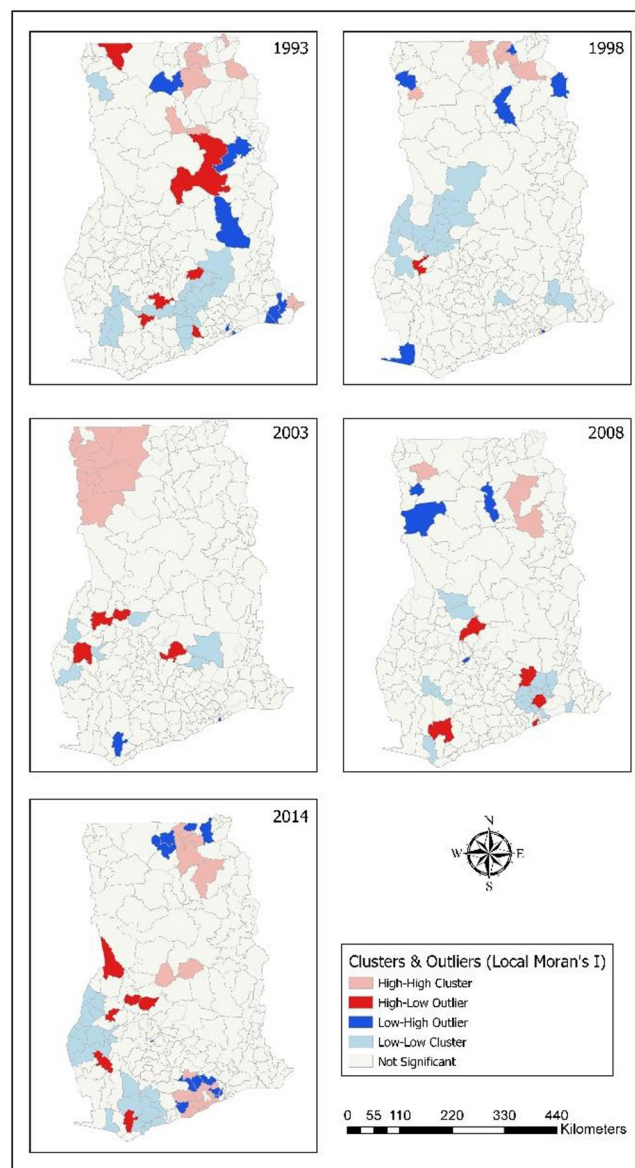 1993
1998
2003
2008
2014
N
W E
S
Clusters & Outliers (Local Moran's I)
High-High Cluster
High-Low Outlier
Low-High Outlier
Low-Low Cluster
Not Significant
0 55 110 220 330 440
Kilometers